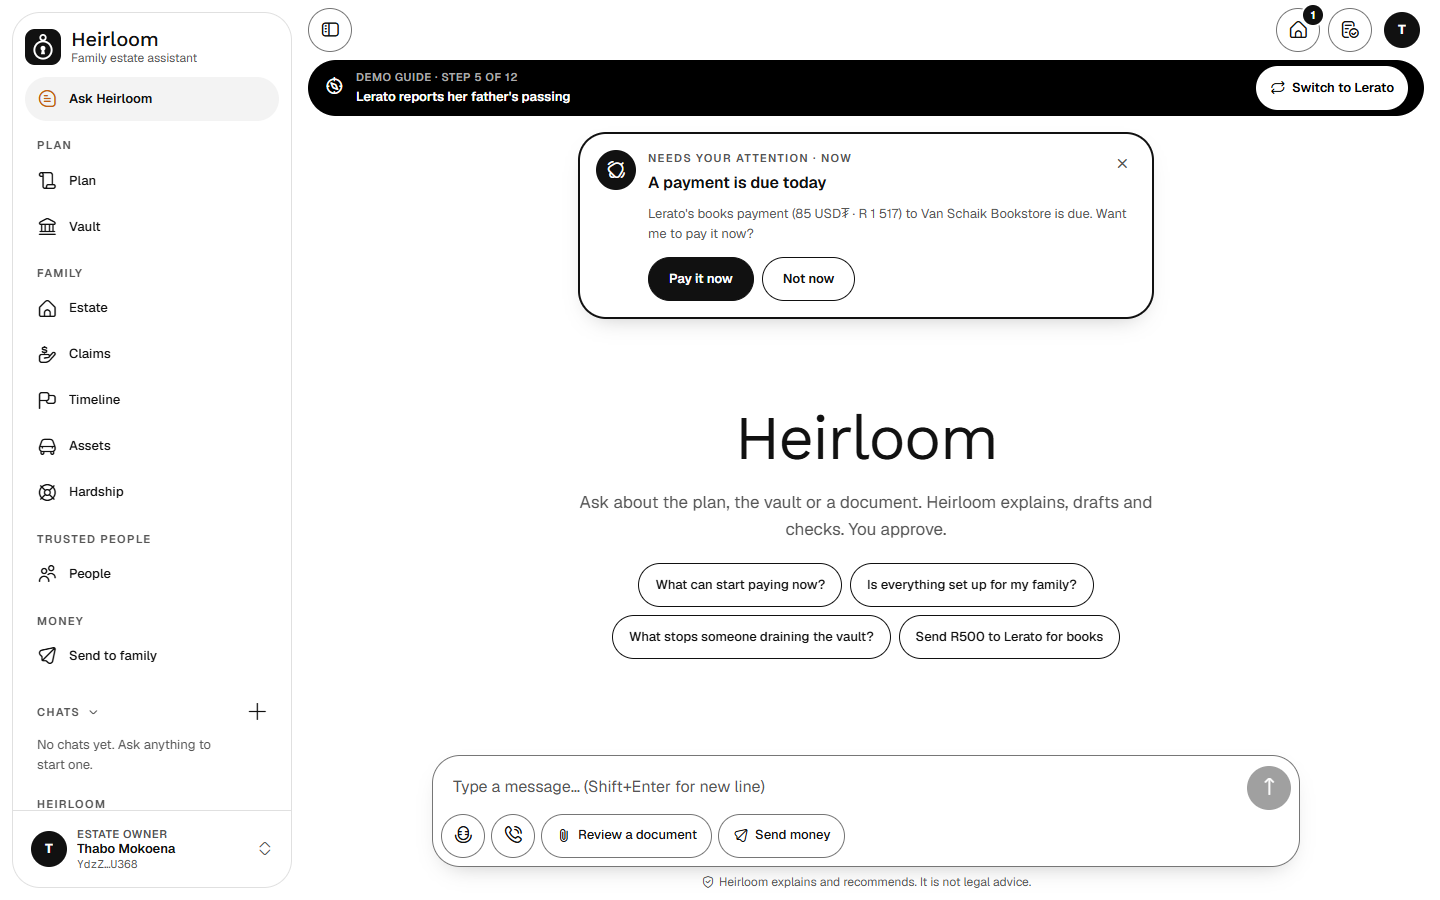 Heirloom
Family estate assistant
Ask Heirloom
PLAN
Plan
Vault
FAMILY
Estate
Claims
Timeline
Assets
Hardship
TRUSTED PEOPLE
People
MONEY
Send to family
CHATS
No chats yet. Ask anything to
start one.
HEIRLOOM
T
ESTATE OWNER
Thabo Mokoena
YdzZ...U368
1
T
DEMO GUIDE · STEP 5 OF 12
Lerato reports her father's passing
Switch to Lerato
NEEDS YOUR ATTENTION · NOW
A payment is due today
Lerato's books payment (85 USD₮ · R 1 517) to Van Schaik Bookstore is due. Want
me to pay it now?
Pay it now
Not now
Heirloom
Ask about the plan, the vault or a document. Heirloom explains, drafts and
checks. You approve.
What can start paying now?
Is everything set up for my family?
What stops someone draining the vault?
Send R500 to Lerato for books
Type a message... (Shift+Enter for new line)
Review a document
Send money
Heirloom explains and recommends. It is not legal advice.